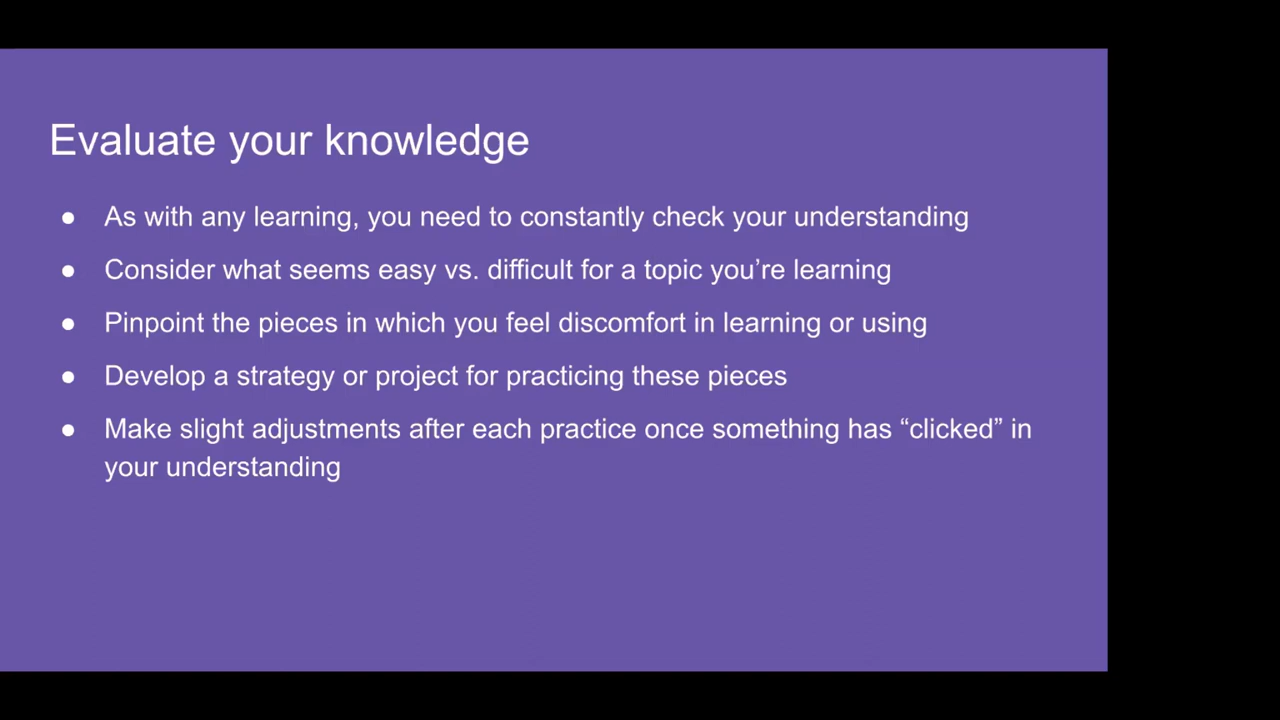 Evaluate your knowledge
● As with any learning, you need to constantly check your understanding
● Consider what seems easy vs. difficult for a topic you’re learning
● Pinpoint the pieces in which you feel discomfort in learning or using
● Develop a strategy or project for practicing these pieces
● Make slight adjustments after each practice once something has “clicked” in
your understanding